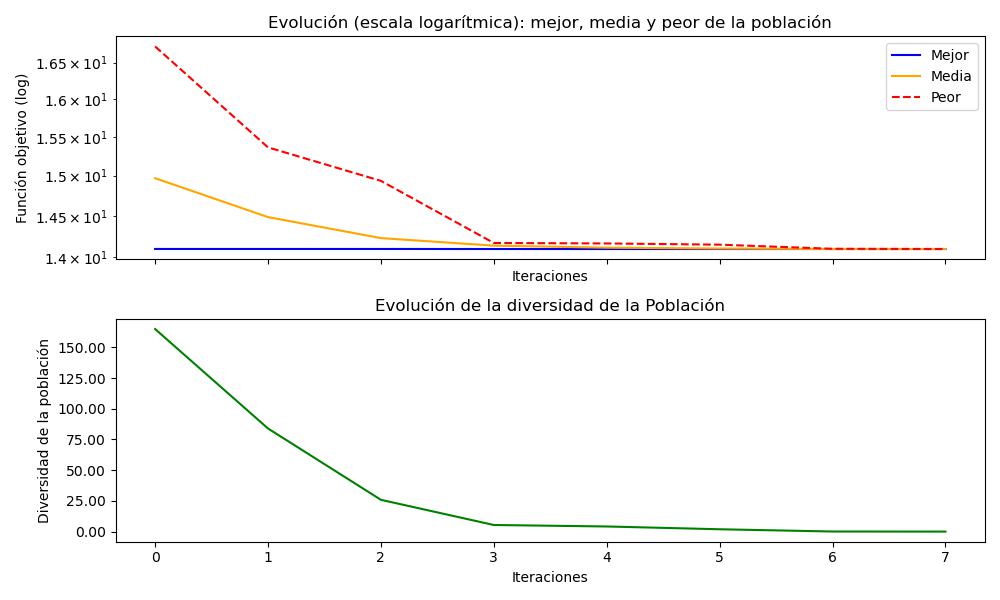 Evolución (escala logarítmica): mejor, media y peor de la población
Función objetivo (log)
1.65 × 10¹
1.6 × 10¹
1.55 × 10¹
1.5 × 10¹
1.45 × 10¹
1.4 × 10¹
Mejor
Media
Peor
Iteraciones
Evolución de la diversidad de la Población
Diversidad de la población
150.00
125.00
100.00
75.00
50.00
25.00
0.00
0 1 2 3 4 5 6 7
Iteraciones